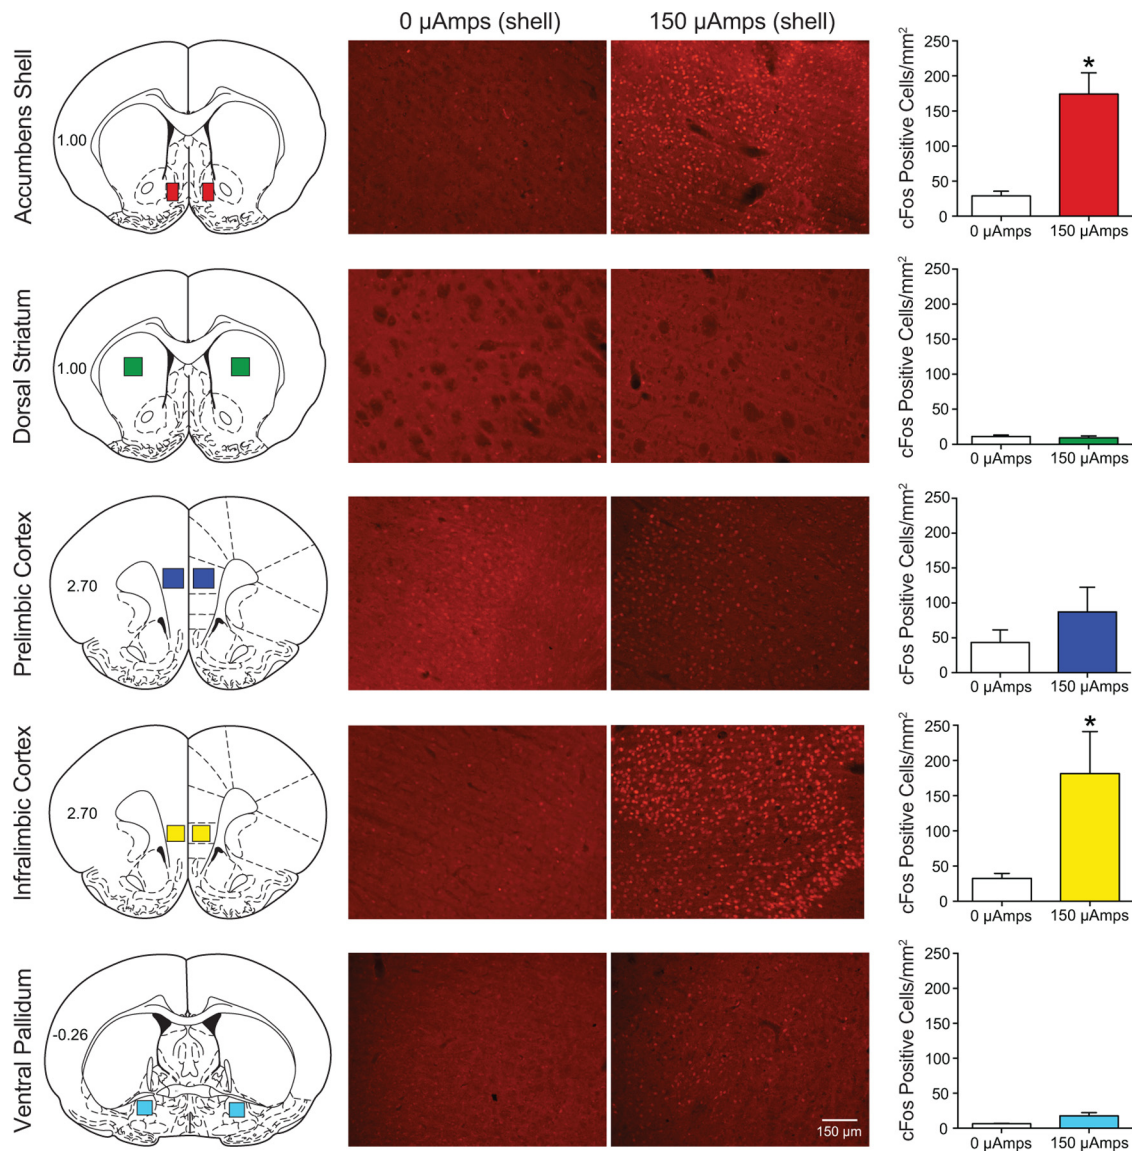 0 µAmps (shell)
150 µAmps (shell)
Accumbens Shell
1.00
cFos Positive Cells/mm²
250
200
150
100
50
0
*
0 µAmps
150 µAmps
Dorsal Striatum
1.00
cFos Positive Cells/mm²
250
200
150
100
50
0
0 µAmps
150 µAmps
Prelimbic Cortex
2.70
cFos Positive Cells/mm²
250
200
150
100
50
0
0 µAmps
150 µAmps
Infralimbic Cortex
2.70
cFos Positive Cells/mm²
250
200
150
100
50
0
*
0 µAmps
150 µAmps
Ventral Pallidum
-0.26
150 µm
cFos Positive Cells/mm²
250
200
150
100
50
0
0 µAmps
150 µAmps